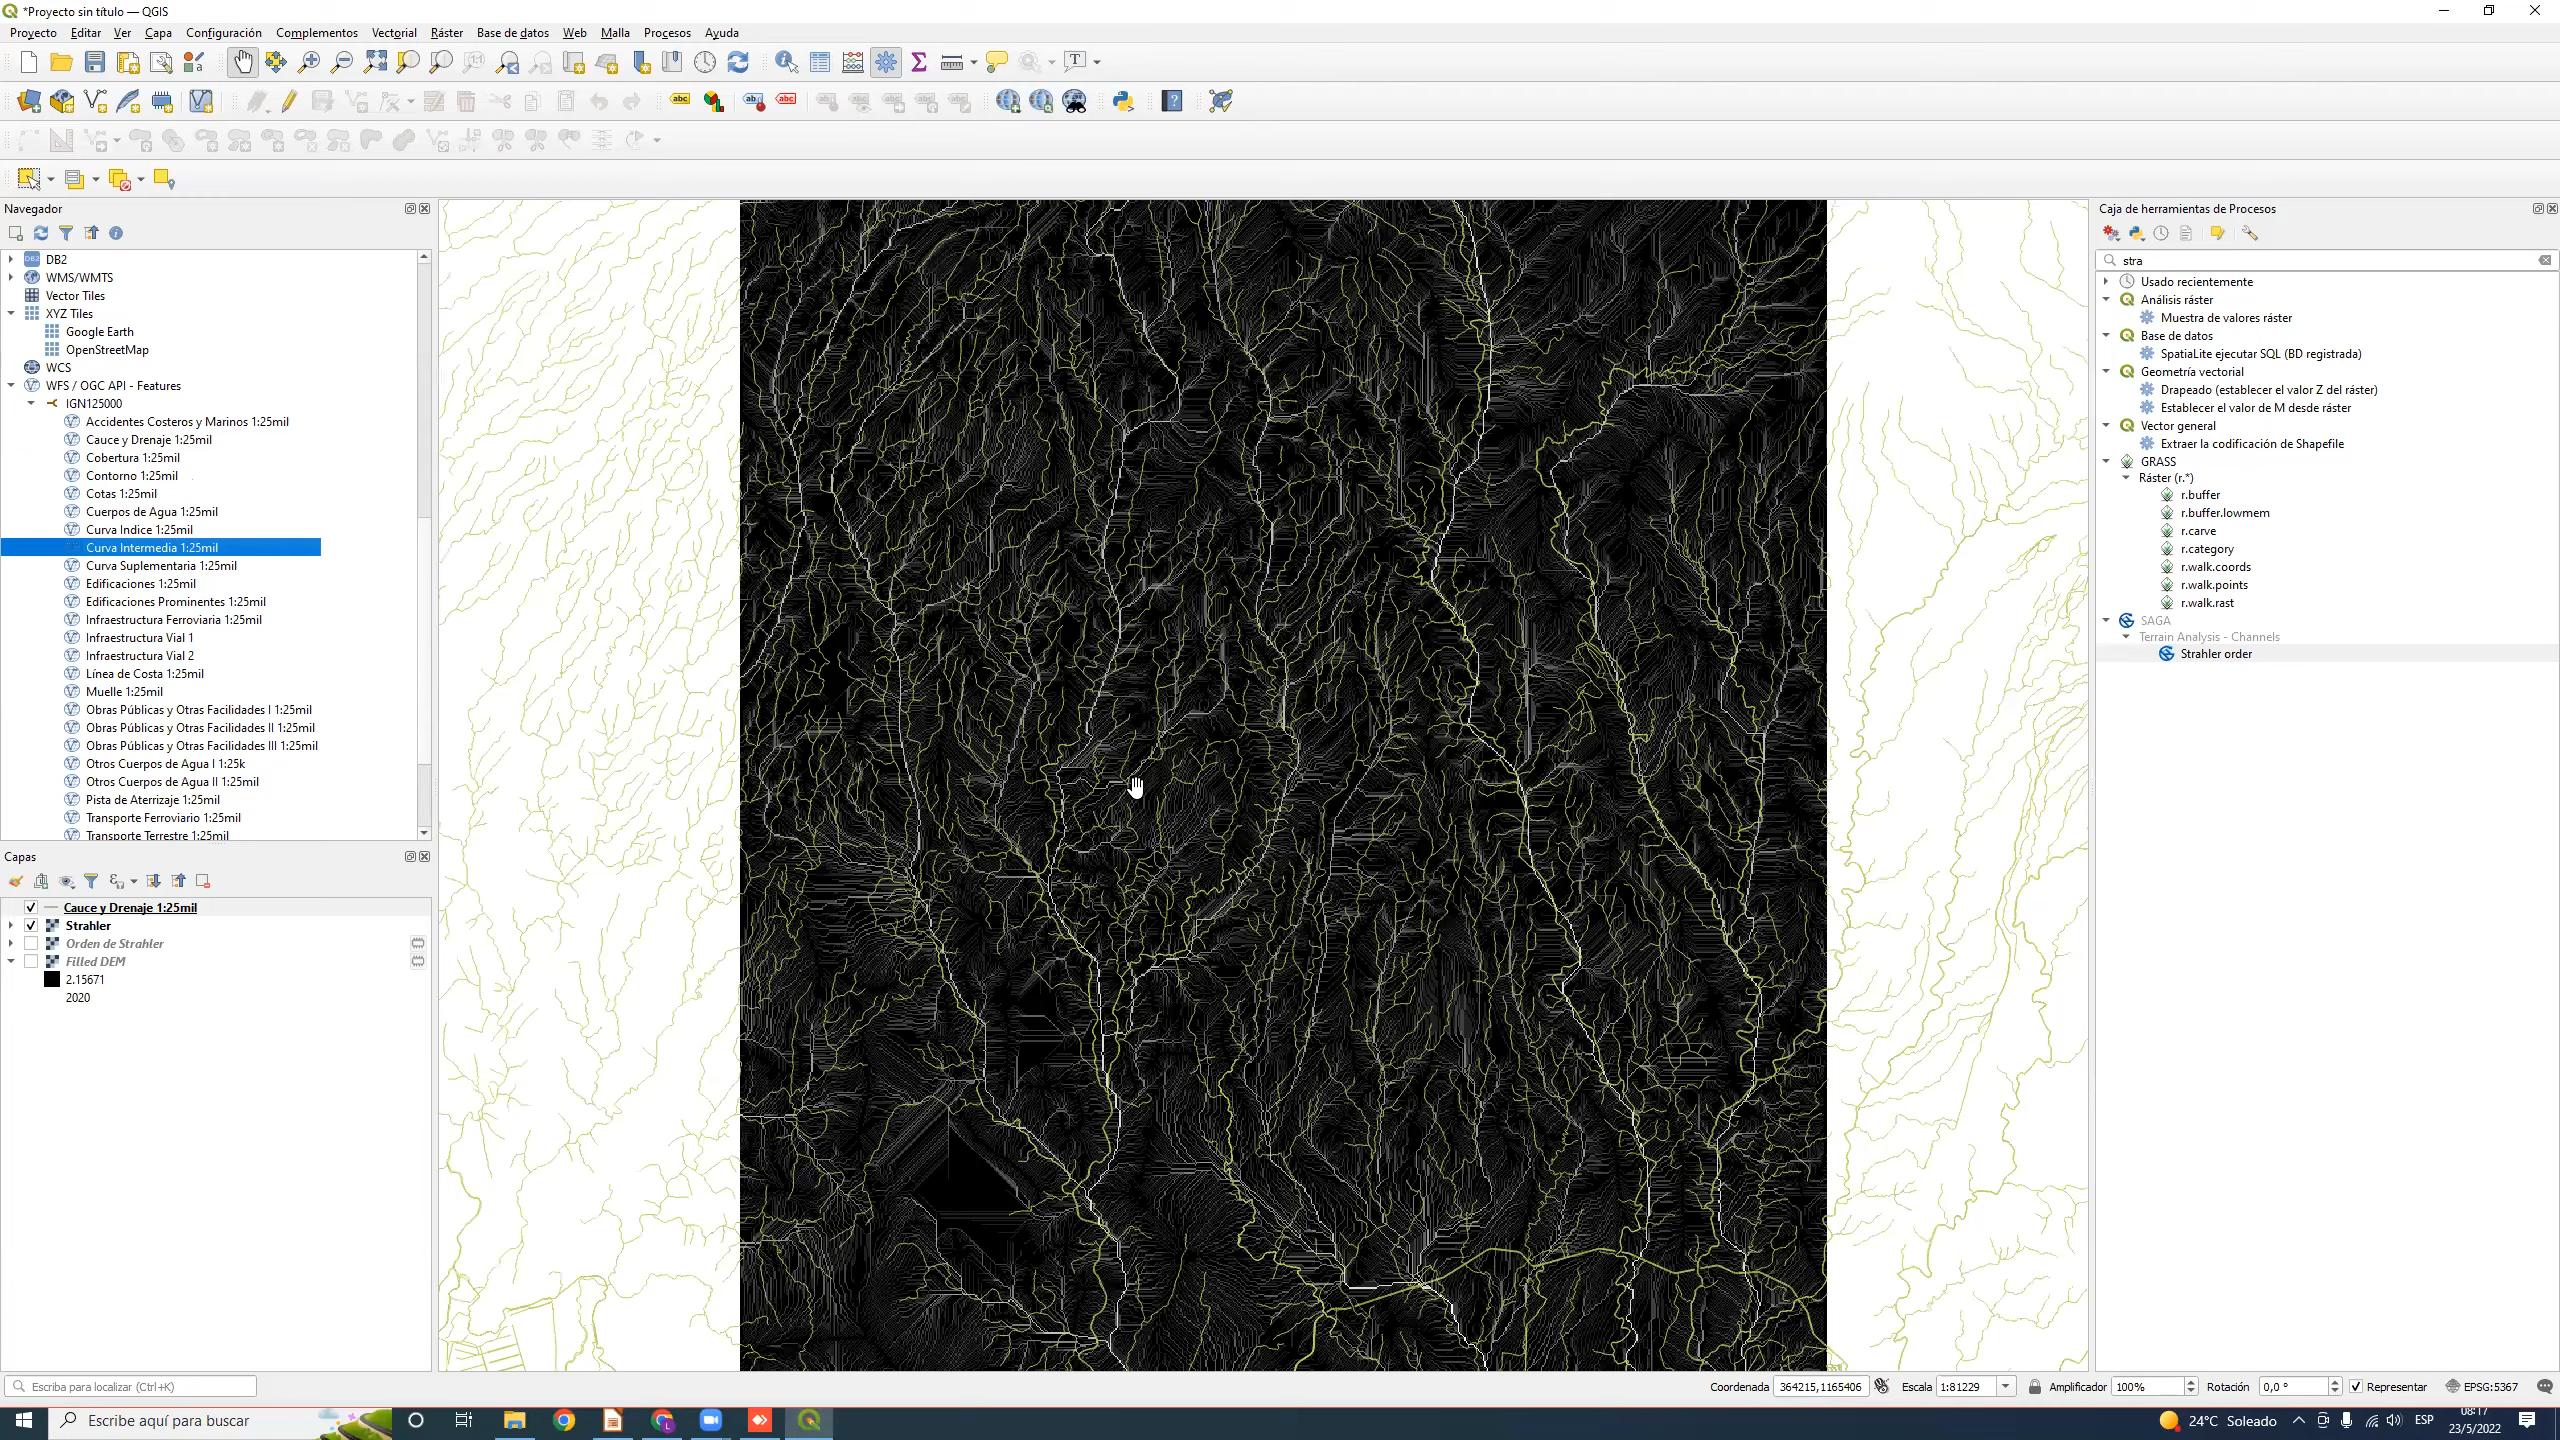 *Proyecto sin título — QGIS
Proyecto Editar Ver Capa Configuración Complementos Vectorial Ráster Base de datos Web Malla Procesos Ayuda
Navegador
DB2
WMS/WMTS
Vector Tiles
XYZ Tiles
Google Earth
OpenStreetMap
WCS
WFS / OGC API - Features
IGN125000
Accidentes Costeros y Marinos 1:25mil
Cauce y Drenaje 1:25mil
Cobertura 1:25mil
Contorno 1:25mil
Cotas 1:25mil
Cuerpos de Agua 1:25mil
Curva Indice 1:25mil
Curva Intermedia 1:25mil
Curva Suplementaria 1:25mil
Edificaciones 1:25mil
Edificaciones Prominentes 1:25mil
Infraestructura Ferroviaria 1:25mil
Infraestructura Vial 1
Infraestructura Vial 2
Línea de Costa 1:25mil
Muelle 1:25mil
Obras Públicas y Otras Facilidades I 1:25mil
Obras Públicas y Otras Facilidades II 1:25mil
Obras Públicas y Otras Facilidades III 1:25mil
Otros Cuerpos de Agua I 1:25k
Otros Cuerpos de Agua II 1:25mil
Pista de Aterrizaje 1:25mil
Transporte Ferroviario 1:25mil
Transporte Terrestre 1:25mil
Capas
Cauce y Drenaje 1:25mil
Strahler
Orden de Strahler
Filled DEM
2.15671
2020
Caja de herramientas de Procesos
stra
Usado recientemente
Análisis ráster
Muestra de valores ráster
Base de datos
SpatiaLite ejecutar SQL (BD registrada)
Geometría vectorial
Drapeado (establecer el valor Z del ráster)
Establecer el valor de M desde ráster
Vector general
Extraer la codificación de Shapefile
GRASS
Ráster (r.*)
r.buffer
r.buffer.lowmem
r.carve
r.category
r.walk.coords
r.walk.points
r.walk.rast
SAGA
Terrain Analysis - Channels
Strahler order
Escriba para localizar (Ctrl+K)
Coordenada 364215,1165406 Escala 1:81229 Amplificador 100% Rotación 0,0 ° Representar EPSG:5367
Escribe aquí para buscar
24°C Soleado ESP
08:17
23/5/2022